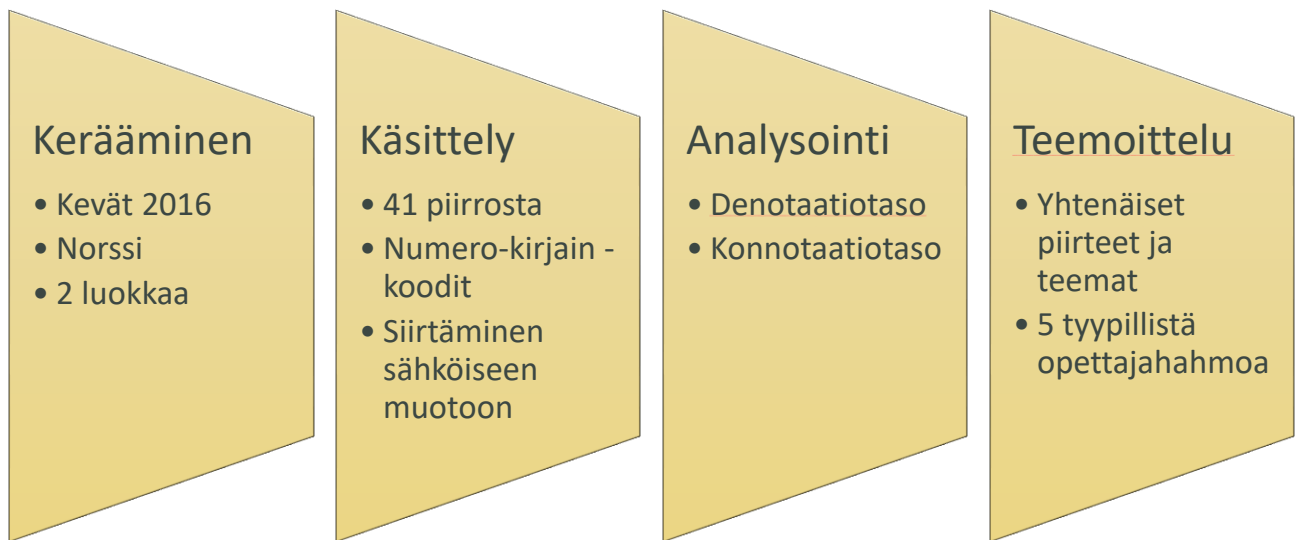 Kerääminen
• Kevät 2016
• Norssi
• 2 luokkaa
Käsittely
• 41 piirrosta
• Numero-kirjain -
koodit
• Siirtäminen
sähköiseen
muotoon
Analysointi
• Denotaatiotaso
• Konnotaatiotaso
Teemoittelu
• Yhtenäiset
piirteet ja
teemat
• 5 tyypillistä
opettajahahmoa